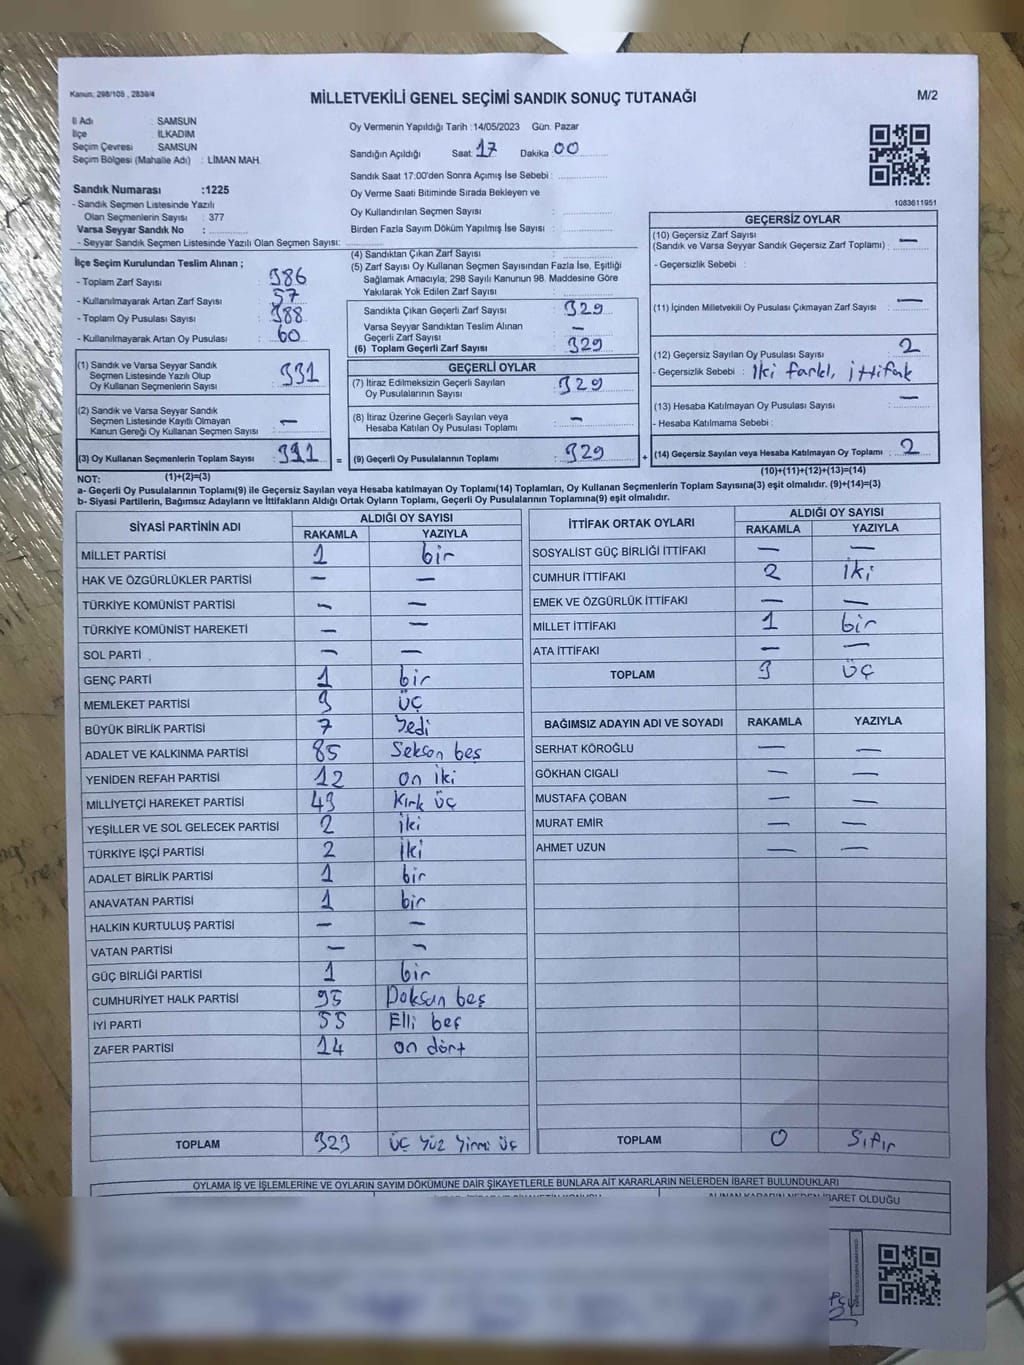 Kanun: 298/105 , 2839/4
MİLLETVEKİLİ GENEL SEÇİMİ SANDIK SONUÇ TUTANAĞI
M/2
İl Adı : SAMSUN
İlçe : İLKADIM
Seçim Çevresi : SAMSUN
Seçim Bölgesi (Mahalle Adı) : LİMAN MAH.
Sandık Numarası :1225
- Sandık Seçmen Listesinde Yazılı
Olan Seçmenlerin Sayısı : 377
Varsa Seyyar Sandık No :
- Seyyar Sandık Seçmen Listesinde Yazılı Olan Seçmen Sayısı:
Oy Vermenin Yapıldığı Tarih :14/05/2023 Gün. Pazar
Sandığın Açıldığı Saat: 17 Dakika: 00
Sandık Saat 17:00'den Sonra Açımış İse Sebebi :
Oy Verme Saati Bitiminde Sırada Bekleyen ve
Oy Kullandırılan Seçmen Sayısı :
Birden Fazla Sayım Döküm Yapılmış İse Sayısı :
1083611951
İlçe Seçim Kurulundan Teslim Alınan ;
- Toplam Zarf Sayısı : 386
- Kullanılmayarak Artan Zarf Sayısı : 57
- Toplam Oy Pusulası Sayısı : 388
- Kullanılmayarak Artan Oy Pusulası : 60
(1) Sandık ve Varsa Seyyar Sandık
Seçmen Listesinde Yazılı Olup
Oy Kullanan Seçmenlerin Sayısı : 331
(2) Sandık ve Varsa Seyyar Sandık
Seçmen Listesinde Kayıtlı Olmayan
Kanun Gereği Oy Kullanan Seçmen Sayısı : —
(3) Oy Kullanan Seçmenlerin Toplam Sayısı : 331 =
(4) Sandıktan Çıkan Zarf Sayısı :
(5) Zarf Sayısı Oy Kullanan Seçmen Sayısından Fazla İse, Eşitliği
Sağlamak Amacıyla; 298 Sayılı Kanunun 98. Maddesine Göre
Yakılarak Yok Edilen Zarf Sayısı :
Sandıkta Çıkan Geçerli Zarf Sayısı : 329
Varsa Seyyar Sandıktan Teslim Alınan
Geçerli Zarf Sayısı : —
(6) Toplam Geçerli Zarf Sayısı : 329
GEÇERLİ OYLAR
(7) İtiraz Edilmeksizin Geçerli Sayılan
Oy Pusulalarının Sayısı : 329
(8) İtiraz Üzerine Geçerli Sayılan veya
Hesaba Katılan Oy Pusulası Toplamı : —
(9) Geçerli Oy Pusulalarının Toplamı : 329 +
GEÇERSİZ OYLAR
(10) Geçersiz Zarf Sayısı
(Sandık ve Varsa Seyyar Sandık Geçersiz Zarf Toplamı) : —
- Geçersizlik Sebebi :
(11) İçinden Milletvekili Oy Pusulası Çıkmayan Zarf Sayısı : —
(12) Geçersiz Sayılan Oy Pusulası Sayısı : 2
- Geçersizlik Sebebi : iki farkl, ittifak
(13) Hesaba Katılmayan Oy Pusulası Sayısı : —
- Hesaba Katılmama Sebebi :
(14) Geçersiz Sayılan veya Hesaba Katılmayan Oy Toplamı : 2
NOT: (1)+(2)=(3)
(10)+(11)+(12)+(13)=(14)
a- Geçerli Oy Pusulalarının Toplamı(9) ile Geçersiz Sayılan veya Hesaba katılmayan Oy Toplamı(14) Toplamları, Oy Kullanan Seçmenlerin Toplam Sayısına(3) eşit olmalıdır. (9)+(14)=(3)
b- Siyasi Partilerin, Bağımsız Adayların ve İttifakların Aldığı Ortak Oyların Toplamı, Geçerli Oy Pusulalarının Toplamına(9) eşit olmalıdır.
SİYASİ PARTİNİN ADI ALDIĞI OY SAYISI
RAKAMLA YAZIYLA
MİLLET PARTİSİ 1 bir
HAK VE ÖZGÜRLÜKLER PARTİSİ — —
TÜRKİYE KOMÜNİST PARTİSİ — —
TÜRKİYE KOMÜNİST HAREKETİ — —
SOL PARTİ — —
GENÇ PARTİ 1 bir
MEMLEKET PARTİSİ 3 üç
BÜYÜK BİRLİK PARTİSİ 7 Yedi
ADALET VE KALKINMA PARTİSİ 85 Seksen beş
YENİDEN REFAH PARTİSİ 12 on iki
MİLLİYETÇİ HAREKET PARTİSİ 43 Kırk üç
YEŞİLLER VE SOL GELECEK PARTİSİ 2 iki
TÜRKİYE İŞÇİ PARTİSİ 2 iki
ADALET BİRLİK PARTİSİ 1 bir
ANAVATAN PARTİSİ 1 bir
HALKIN KURTULUŞ PARTİSİ — —
VATAN PARTİSİ — —
GÜÇ BİRLİĞİ PARTİSİ 1 bir
CUMHURİYET HALK PARTİSİ 95 Doksan beş
İYİ PARTİ 55 Elli beş
ZAFER PARTİSİ 14 on dört
TOPLAM 323 üç Yüz Yirmi üç
İTTİFAK ORTAK OYLARI ALDIĞI OY SAYISI
RAKAMLA YAZIYLA
SOSYALİST GÜÇ BİRLİĞİ İTTİFAKI — —
CUMHUR İTTİFAKI 2 iki
EMEK VE ÖZGÜRLÜK İTTİFAKI — —
MİLLET İTTİFAKI 1 bir
ATA İTTİFAKI — —
TOPLAM 3 üç
BAĞIMSIZ ADAYIN ADI VE SOYADI RAKAMLA YAZIYLA
SERHAT KÖROĞLU — —
GÖKHAN CIGALI — —
MUSTAFA ÇOBAN — —
MURAT EMİR — —
AHMET UZUN — —
TOPLAM 0 Sıfır
OYLAMA İŞ VE İŞLEMLERİNE VE OYLARIN SAYIM DÖKÜMÜNE DAİR ŞİKAYETLERLE BUNLARA AİT KARARLARIN NELERDEN İBARET BULUNDUKLARI
ALINAN KARARIN NEDEN İBARET OLDUĞU